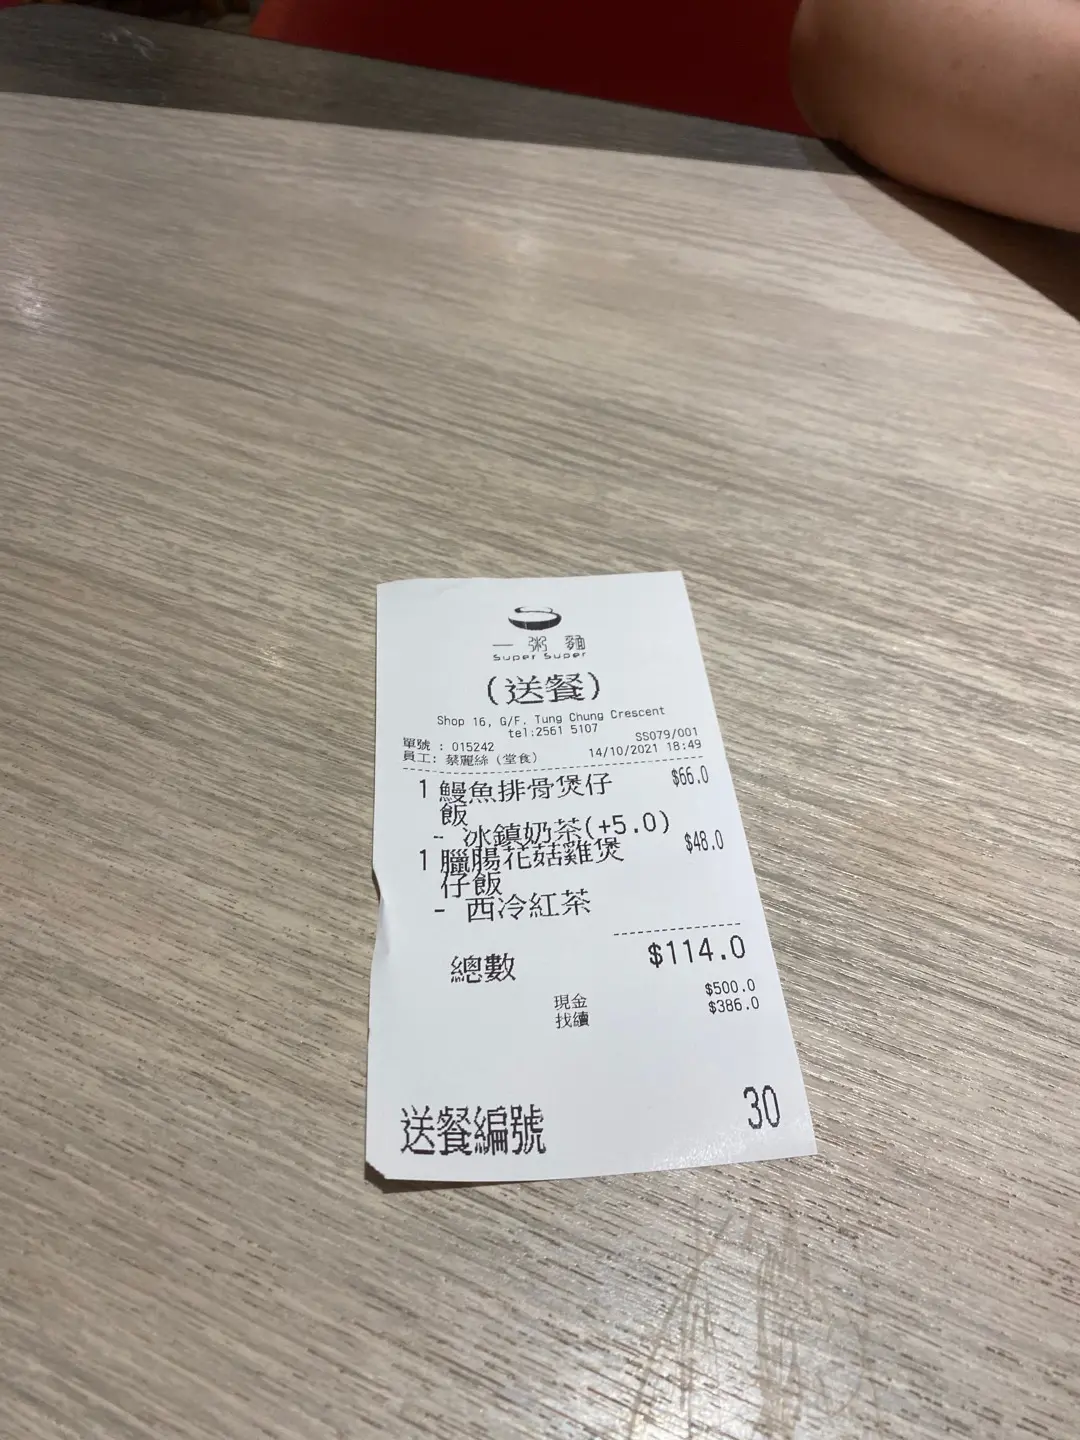 一粥麵
Super Super
(送餐)
Shop 16, G/F, Tung Chung Crescent
tel:2561 5107
單號 : 015242 SS079/001
員工: 蔡麗絲 (堂食) 14/10/2021 18:49
1 鰻魚排骨煲仔 $66.0
飯
- 冰鎮奶茶(+5.0)
1 臘腸花菇雞煲 $48.0
仔飯
- 西冷紅茶
總數 $114.0
現金 $500.0
找續 $386.0
送餐編號 30